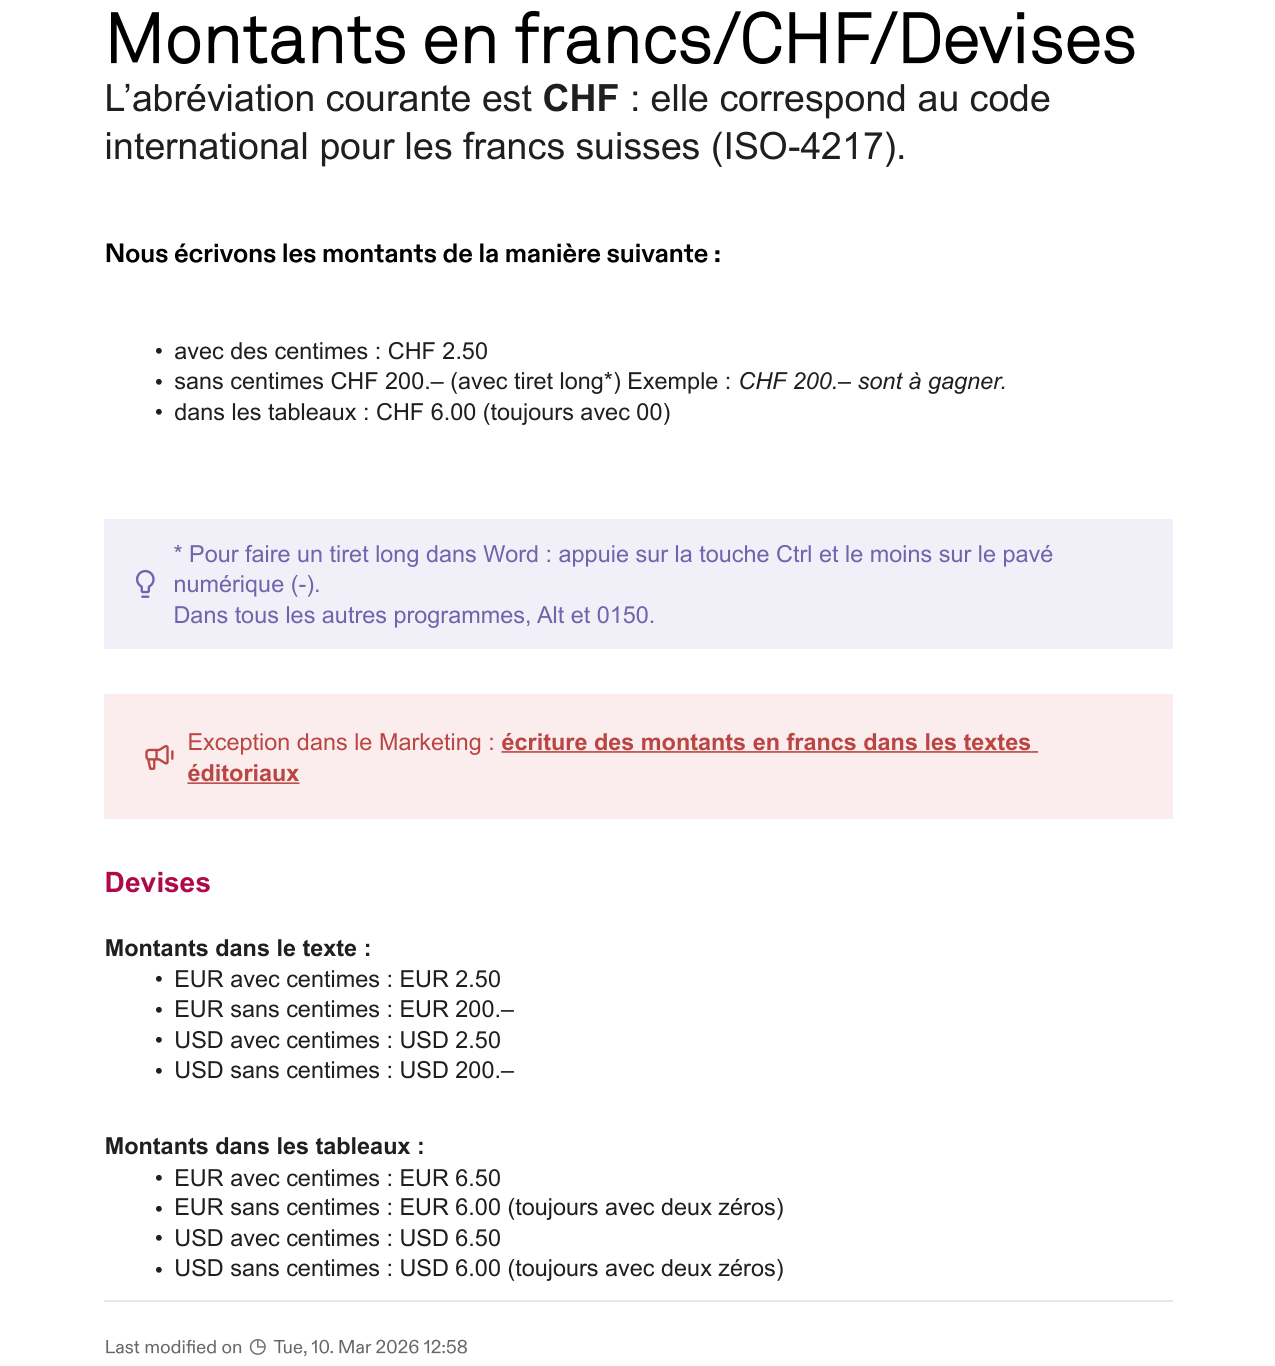 Montants en francs/CHF/Devises
L’abréviation courante est CHF : elle correspond au code
international pour les francs suisses (ISO-4217).
Nous écrivons les montants de la manière suivante :
• avec des centimes : CHF 2.50
• sans centimes CHF 200.– (avec tiret long*) Exemple : CHF 200.– sont à gagner.
• dans les tableaux : CHF 6.00 (toujours avec 00)
* Pour faire un tiret long dans Word : appuie sur la touche Ctrl et le moins sur le pavé
numérique (-).
Dans tous les autres programmes, Alt et 0150.
Exception dans le Marketing : écriture des montants en francs dans les textes
éditoriaux
Devises
Montants dans le texte :
• EUR avec centimes : EUR 2.50
• EUR sans centimes : EUR 200.–
• USD avec centimes : USD 2.50
• USD sans centimes : USD 200.–
Montants dans les tableaux :
• EUR avec centimes : EUR 6.50
• EUR sans centimes : EUR 6.00 (toujours avec deux zéros)
• USD avec centimes : USD 6.50
• USD sans centimes : USD 6.00 (toujours avec deux zéros)
Last modified on Tue, 10. Mar 2026 12:58